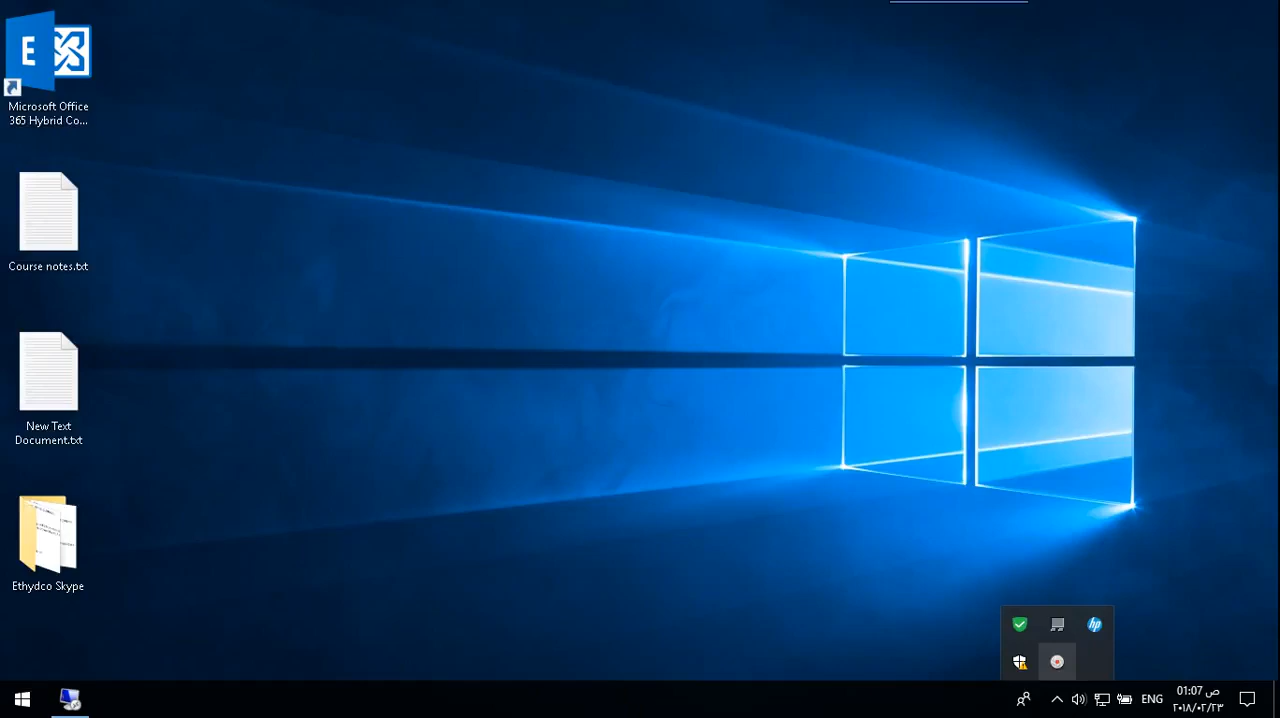 E
Microsoft Office
365 Hybrid Co...
Course notes.txt
New Text
Document.txt
Ethydco Skype
hp
ENG
01:07 ص
٢٠١٨/٠٢/٢٣